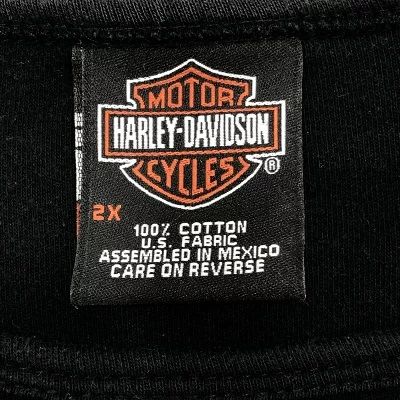 MOTOR
HARLEY-DAVIDSON
CYCLES ®
2X
100% COTTON
U.S. FABRIC
ASSEMBLED IN MEXICO
CARE ON REVERSE